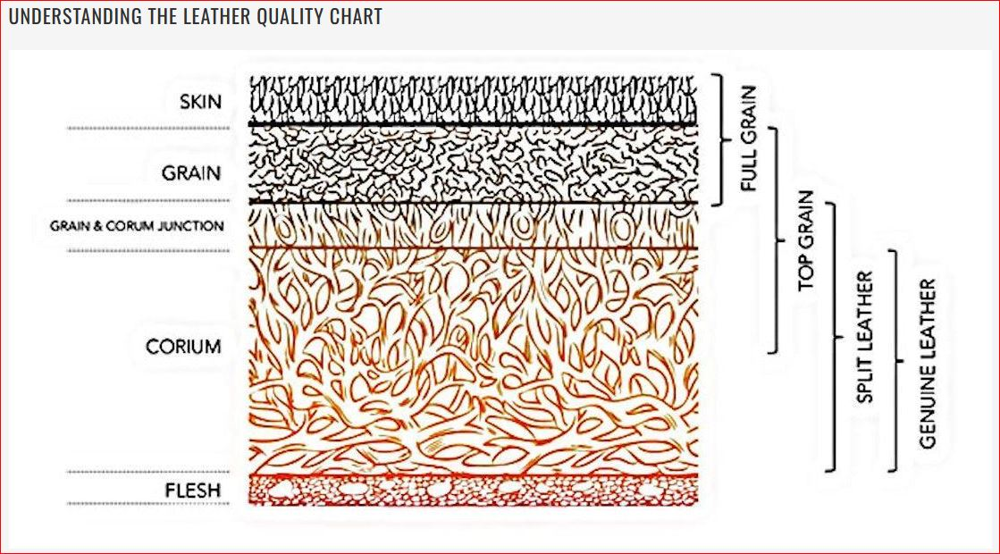 UNDERSTANDING THE LEATHER QUALITY CHART
SKIN
GRAIN
GRAIN & CORUM JUNCTION
CORIUM
FLESH
FULL GRAIN
TOP GRAIN
SPLIT LEATHER
GENUINE LEATHER